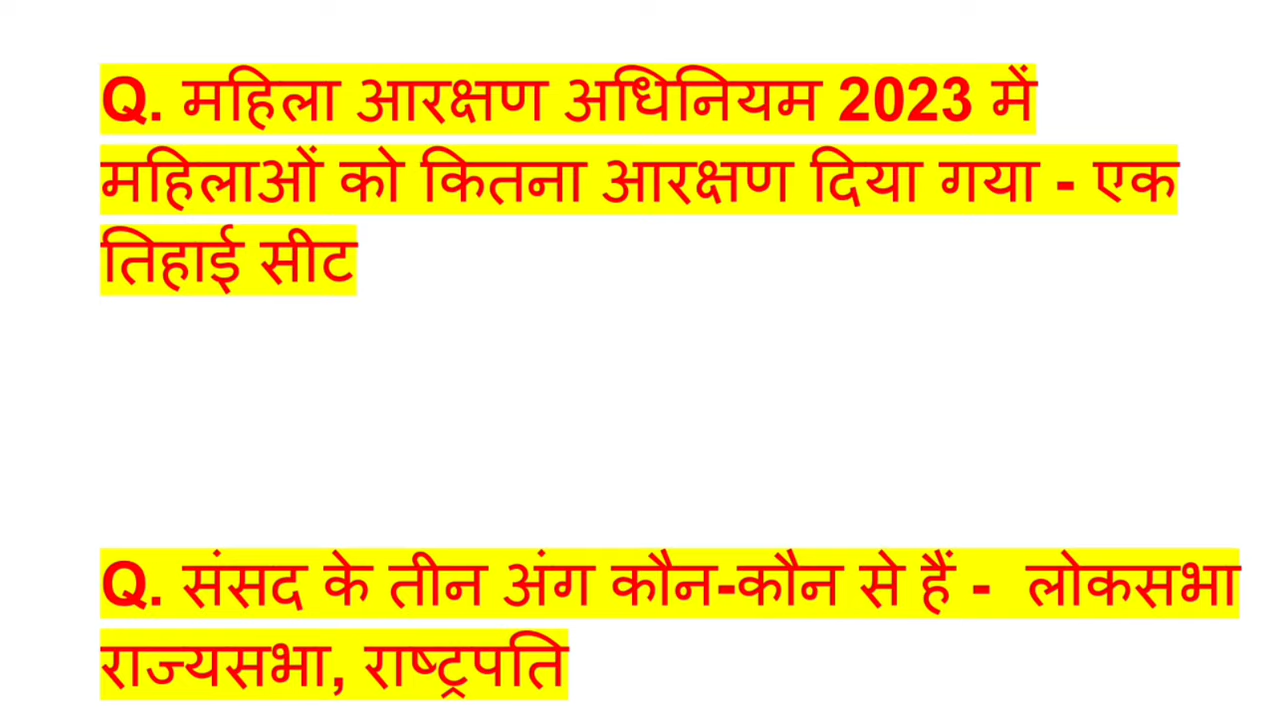 Q. महिला आरक्षण अधिनियम 2023 में
महिलाओं को कितना आरक्षण दिया गया - एक
तिहाई सीट
Q. संसद के तीन अंग कौन-कौन से हैं - लोकसभा
राज्यसभा, राष्ट्रपति